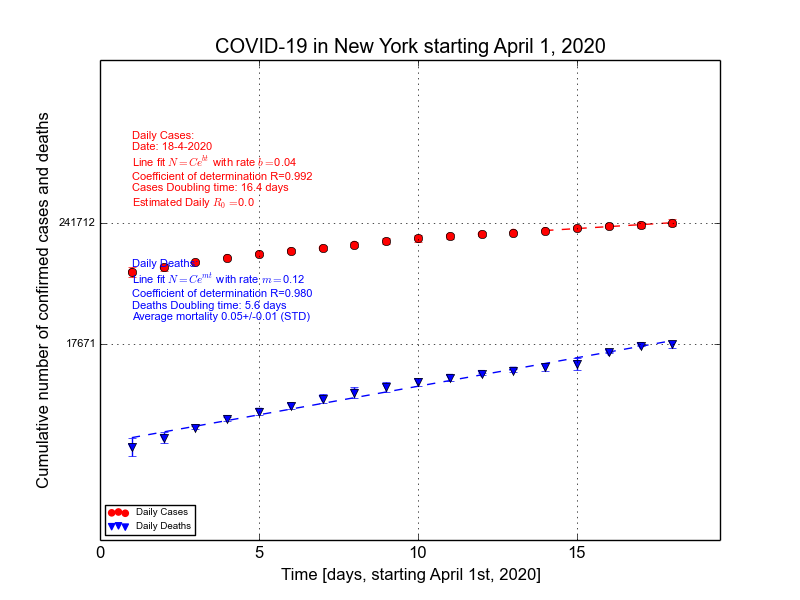 COVID-19 in New York starting April 1, 2020
Cumulative number of confirmed cases and deaths
Daily Cases:
Date: 18-4-2020
Line fit N = Ce^{bt} with rate b =0.04
Coefficient of determination R=0.992
Cases Doubling time: 16.4 days
Estimated Daily R_0 =0.0
241712
Daily Deaths:
Line fit N = Ce^{mt} with rate m =0.12
Coefficient of determination R=0.980
Deaths Doubling time: 5.6 days
Average mortality 0.05+/-0.01 (STD)
17671
Daily Cases
Daily Deaths
0 5 10 15
Time [days, starting April 1st, 2020]